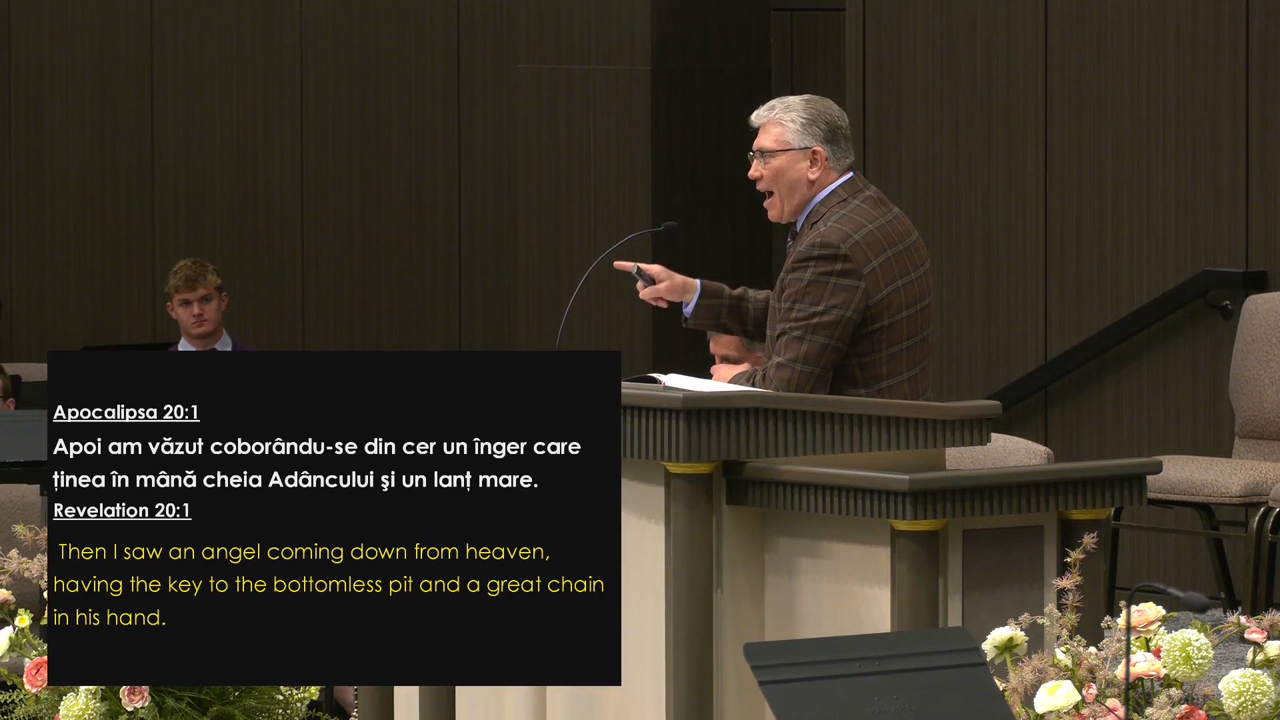 Apocalipsa 20:1
Apoi am văzut coborându-se din cer un înger care
ținea în mână cheia Adâncului şi un lanț mare.
Revelation 20:1
Then I saw an angel coming down from heaven,
having the key to the bottomless pit and a great chain
in his hand.